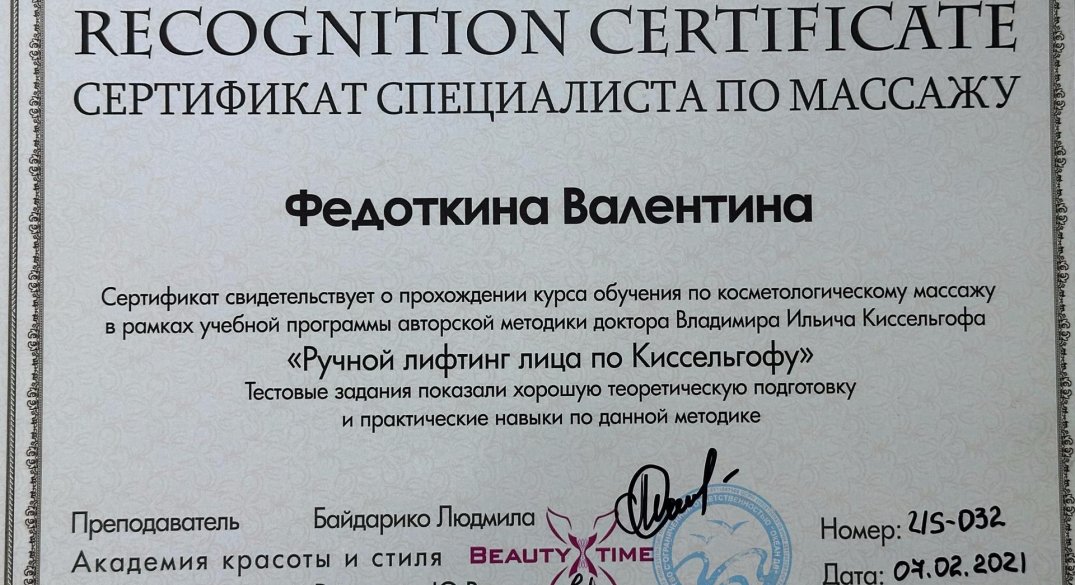 RECOGNITION CERTIFICATE
СЕРТИФИКАТ СПЕЦИАЛИСТА ПО МАССАЖУ
Федоткина Валентина
Сертификат свидетельствует о прохождении курса обучения по косметологическому массажу
в рамках учебной программы авторской методики доктора Владимира Ильича Киссельгофа
«Ручной лифтинг лица по Киссельгофу»
Тестовые задания показали хорошую теоретическую подготовку
и практические навыки по данной методике
Преподаватель Байдарико Людмила
Номер: 21S-032
Академия красоты и стиля BEAUTY TIME
Дата: 07.02.2021